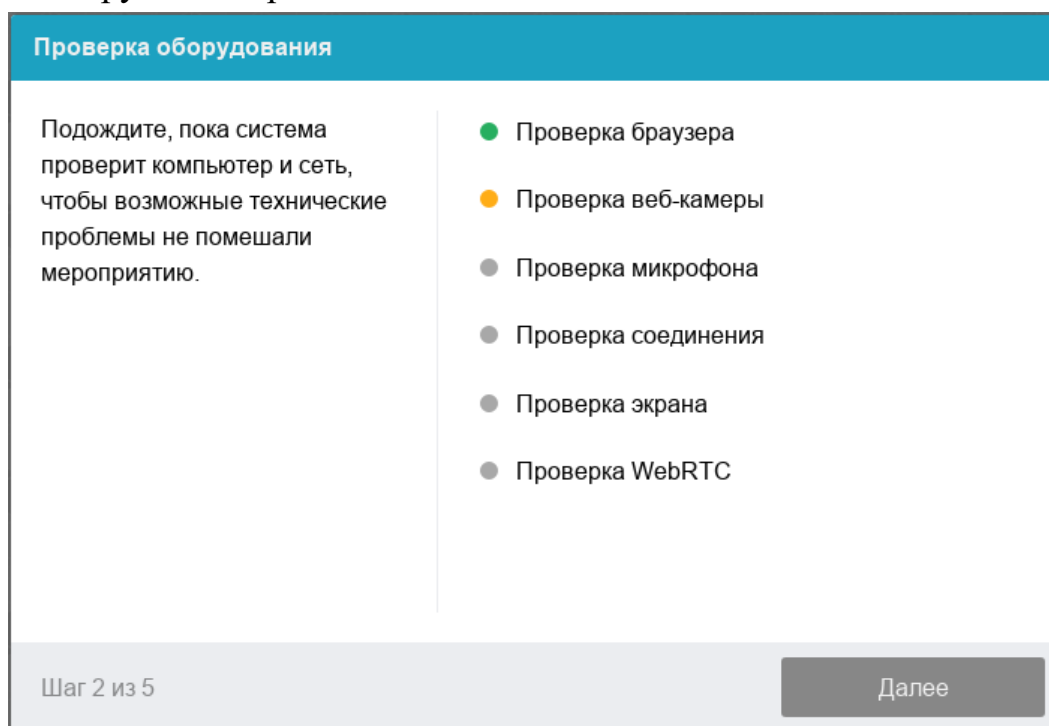 Проверка оборудования
Подождите, пока система
проверит компьютер и сеть,
чтобы возможные технические
проблемы не помешали
мероприятию.
Проверка браузера
Проверка веб-камеры
Проверка микрофона
Проверка соединения
Проверка экрана
Проверка WebRTC
Шаг 2 из 5
Далее